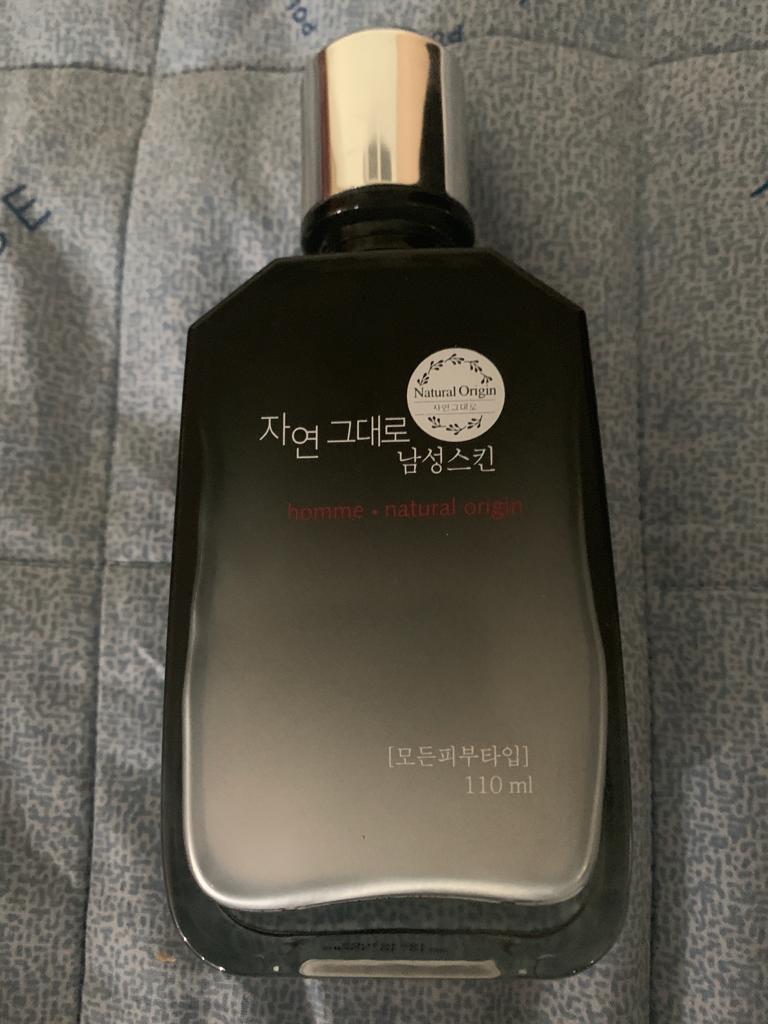 Natural Origin
자연그대로
자연 그대로
남성스킨
homme • natural origin
[모든피부타입]
110 ml